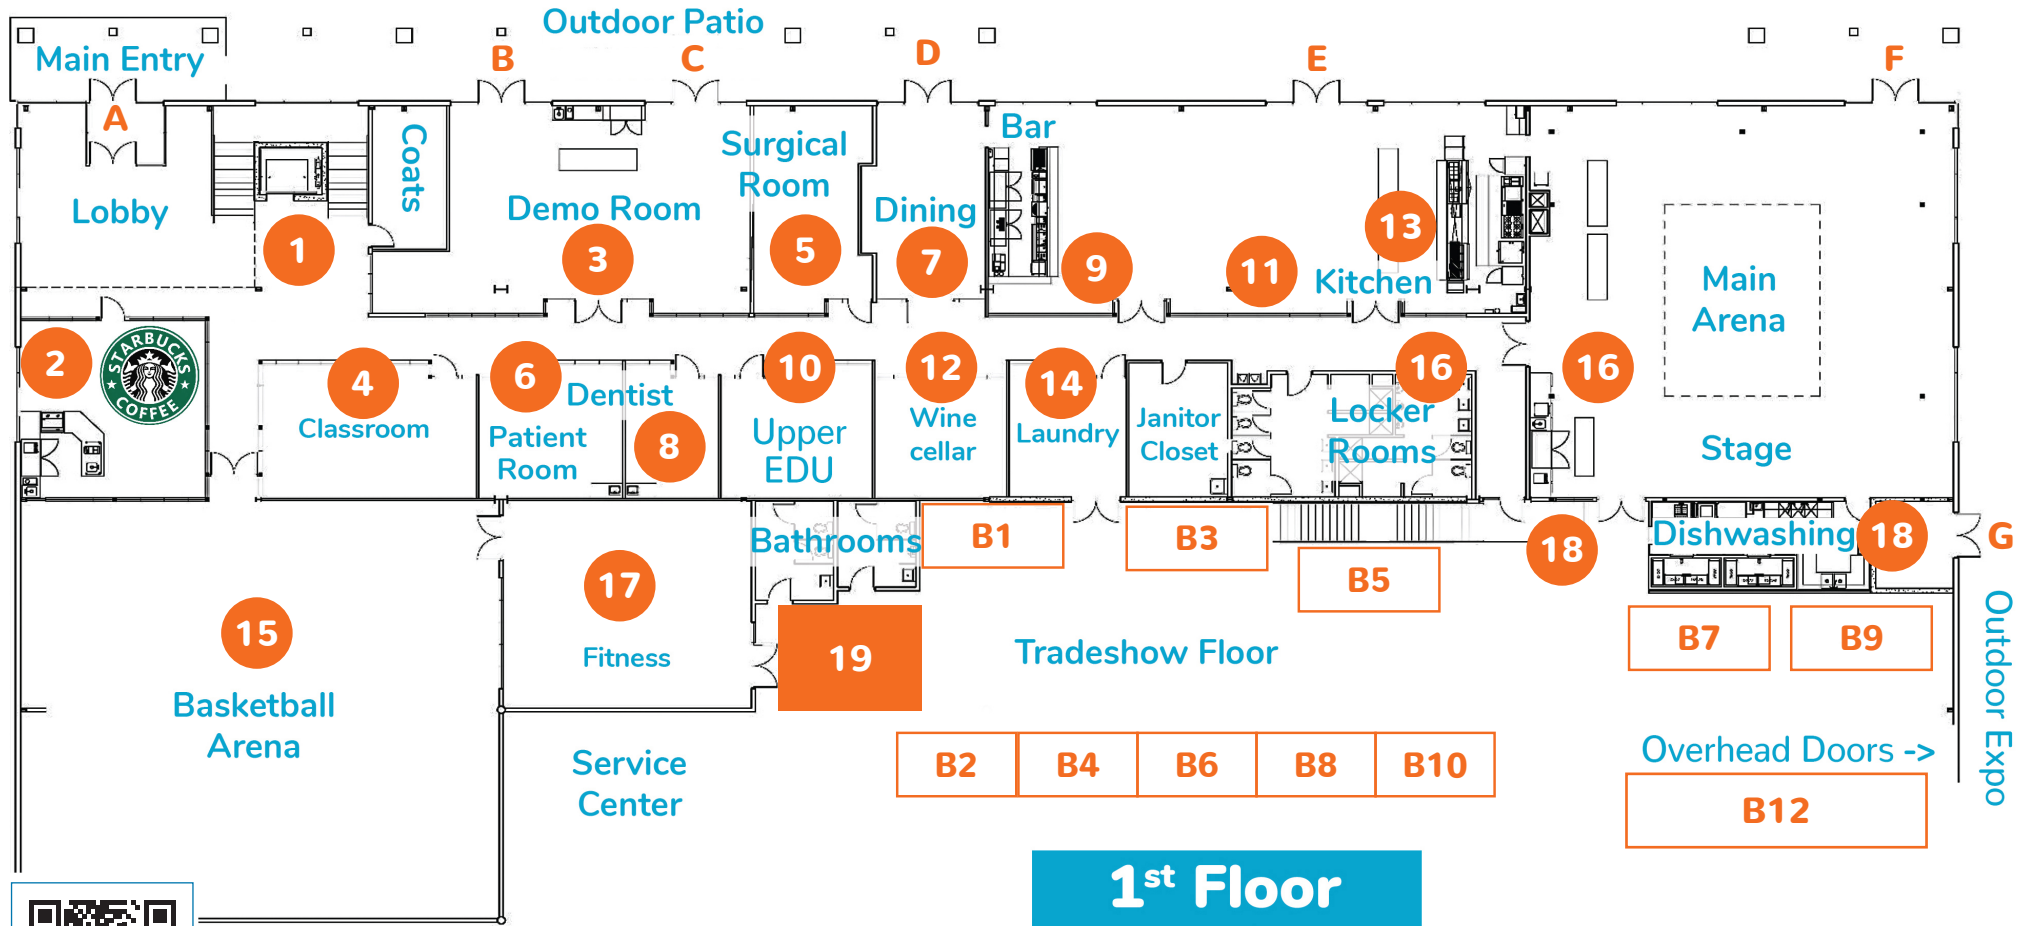 Outdoor Patio
Main Entry
B
C
D
E
F
A
Bar
Coats
Surgical
Room
Lobby
Demo Room
Dining
1
3
5
7
9
11
13
Kitchen
Main
Arena
2
STARBUCKS
COFFEE
4
6
10
12
14
16
16
Classroom
Dentist
Patient
Room
8
Upper
EDU
Wine
cellar
Laundry
Janitor
Closet
Locker
Rooms
Stage
Bathrooms
B1
B3
18
Dishwashing
18
G
17
B5
15
Fitness
19
Tradeshow Floor
B7
B9
Outdoor Expo
Basketball
Arena
Service
Center
B2
B4
B6
B8
B10
Overhead Doors ->
B12
1st Floor